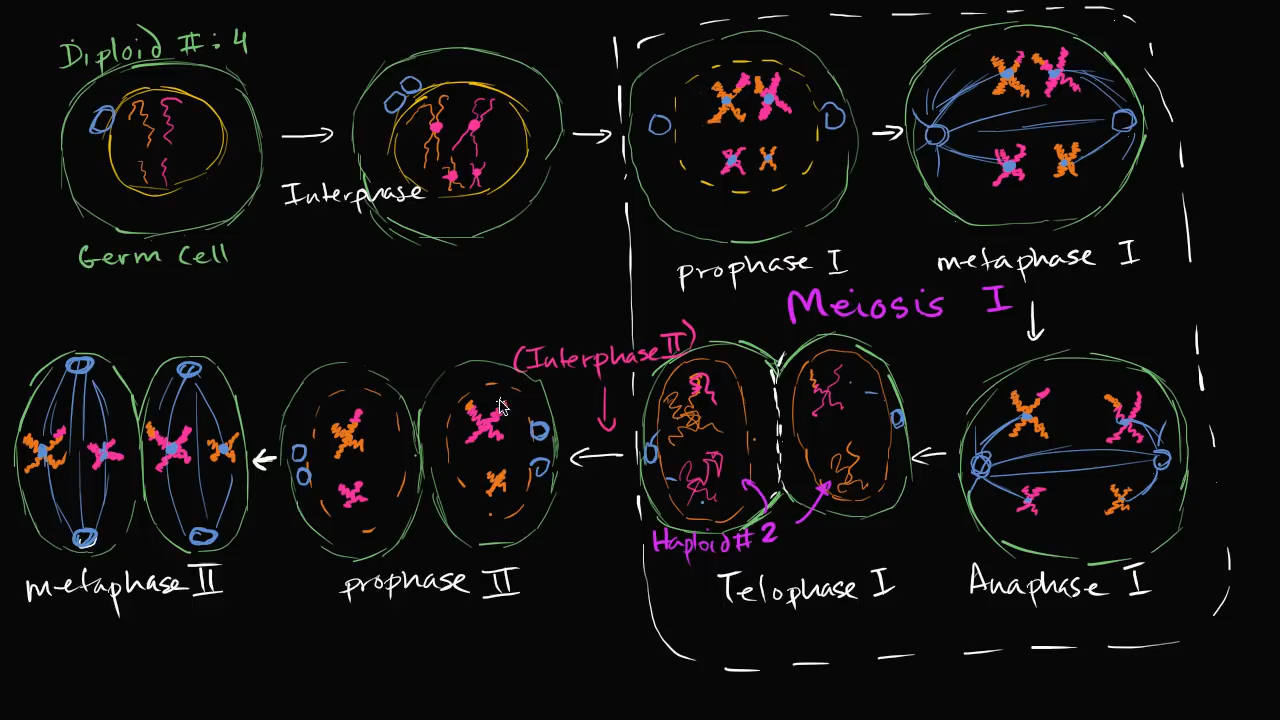 Diploid #: 4
Germ Cell
Interphase
prophase I
metaphase I
Meiosis I
(Interphase II)
Haploid # 2
metaphase II
prophase II
Telophase I
Anaphase I